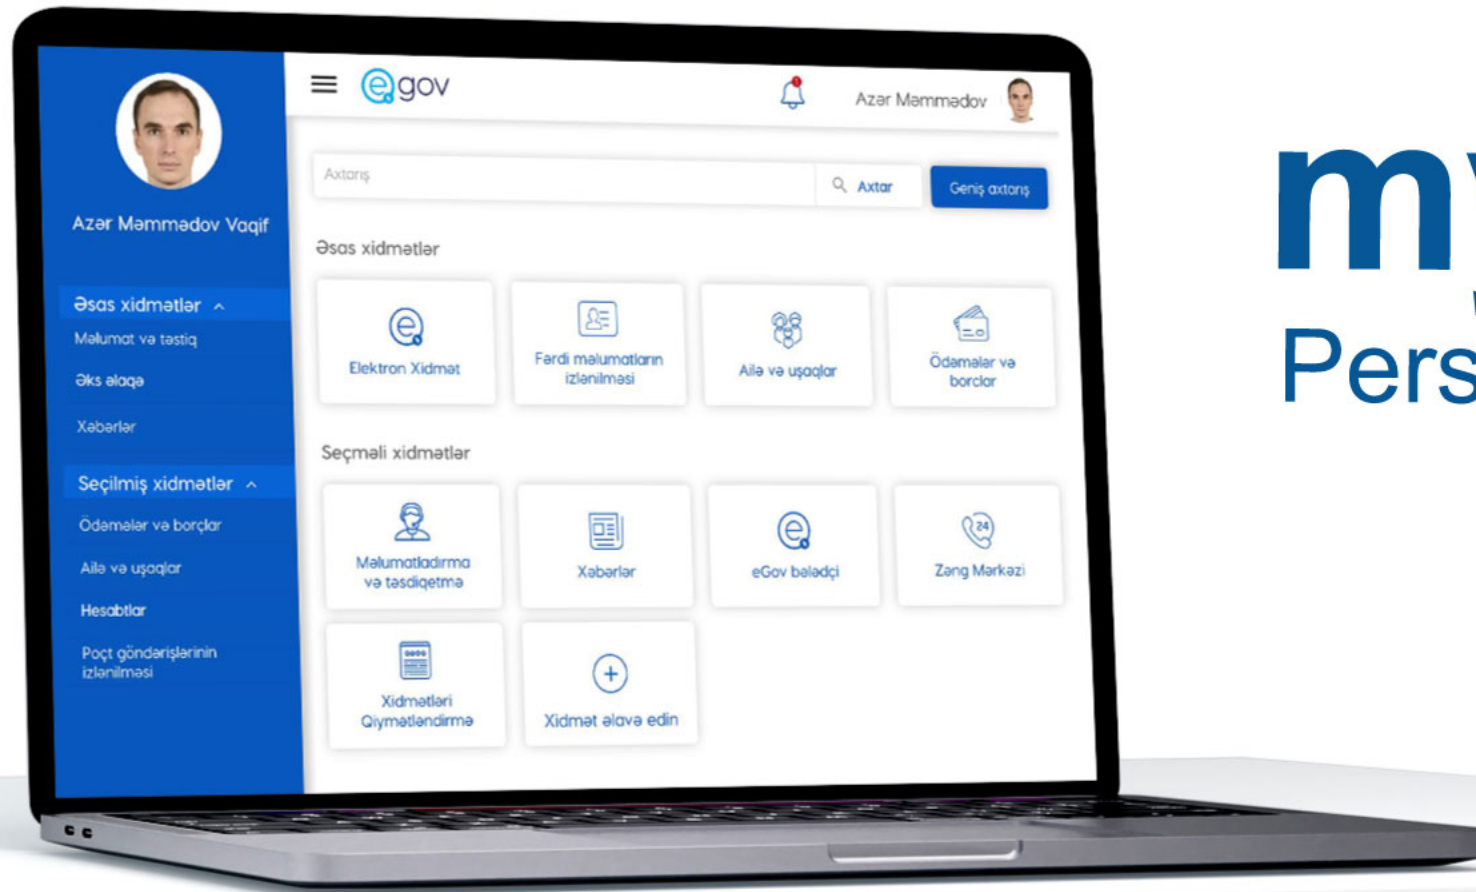 egov
1
Azər Məmmədov
Azər Məmmədov Vaqif
Əsas xidmətlər
Məlumat və təstiq
Əks əlaqə
Xəbərlər
Seçilmiş xidmətlər
Ödəmələr və borçlar
Ailə və uşaqlar
Hesabtlar
Poçt göndərişlərinin
izlənilməsi
Axtarış
Axtar
Geniş axtarış
Əsas xidmətlər
Elektron Xidmət
Fərdi məlumatların
izlənilməsi
Ailə və uşaqlar
Ödəmələr və
borclar
Seçməli xidmətlər
Məlumatladırma
və təsdiqetmə
Xəbərlər
eGov bələdçi
24
Zəng Mərkəzi
Xidmətləri
Qiymətləndirmə
Xidmət əlavə edin
my
Pers